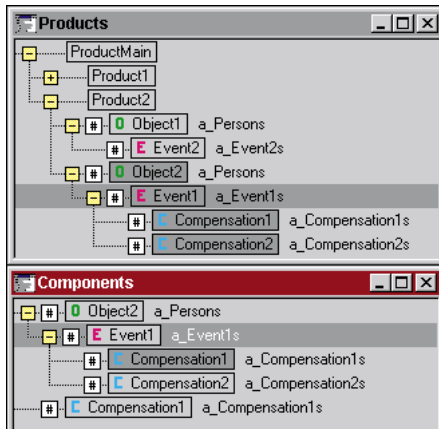 Products
ProductMain
Product1
Product2
# O Object1 a_Persons
# E Event2 a_Event2s
# O Object2 a_Persons
# E Event1 a_Event1s
# C Compensation1 a_Compensation1s
# C Compensation2 a_Compensation2s
Components
# O Object2 a_Persons
# E Event1 a_Event1s
# C Compensation1 a_Compensation1s
# C Compensation2 a_Compensation2s
# C Compensation1 a_Compensation1s